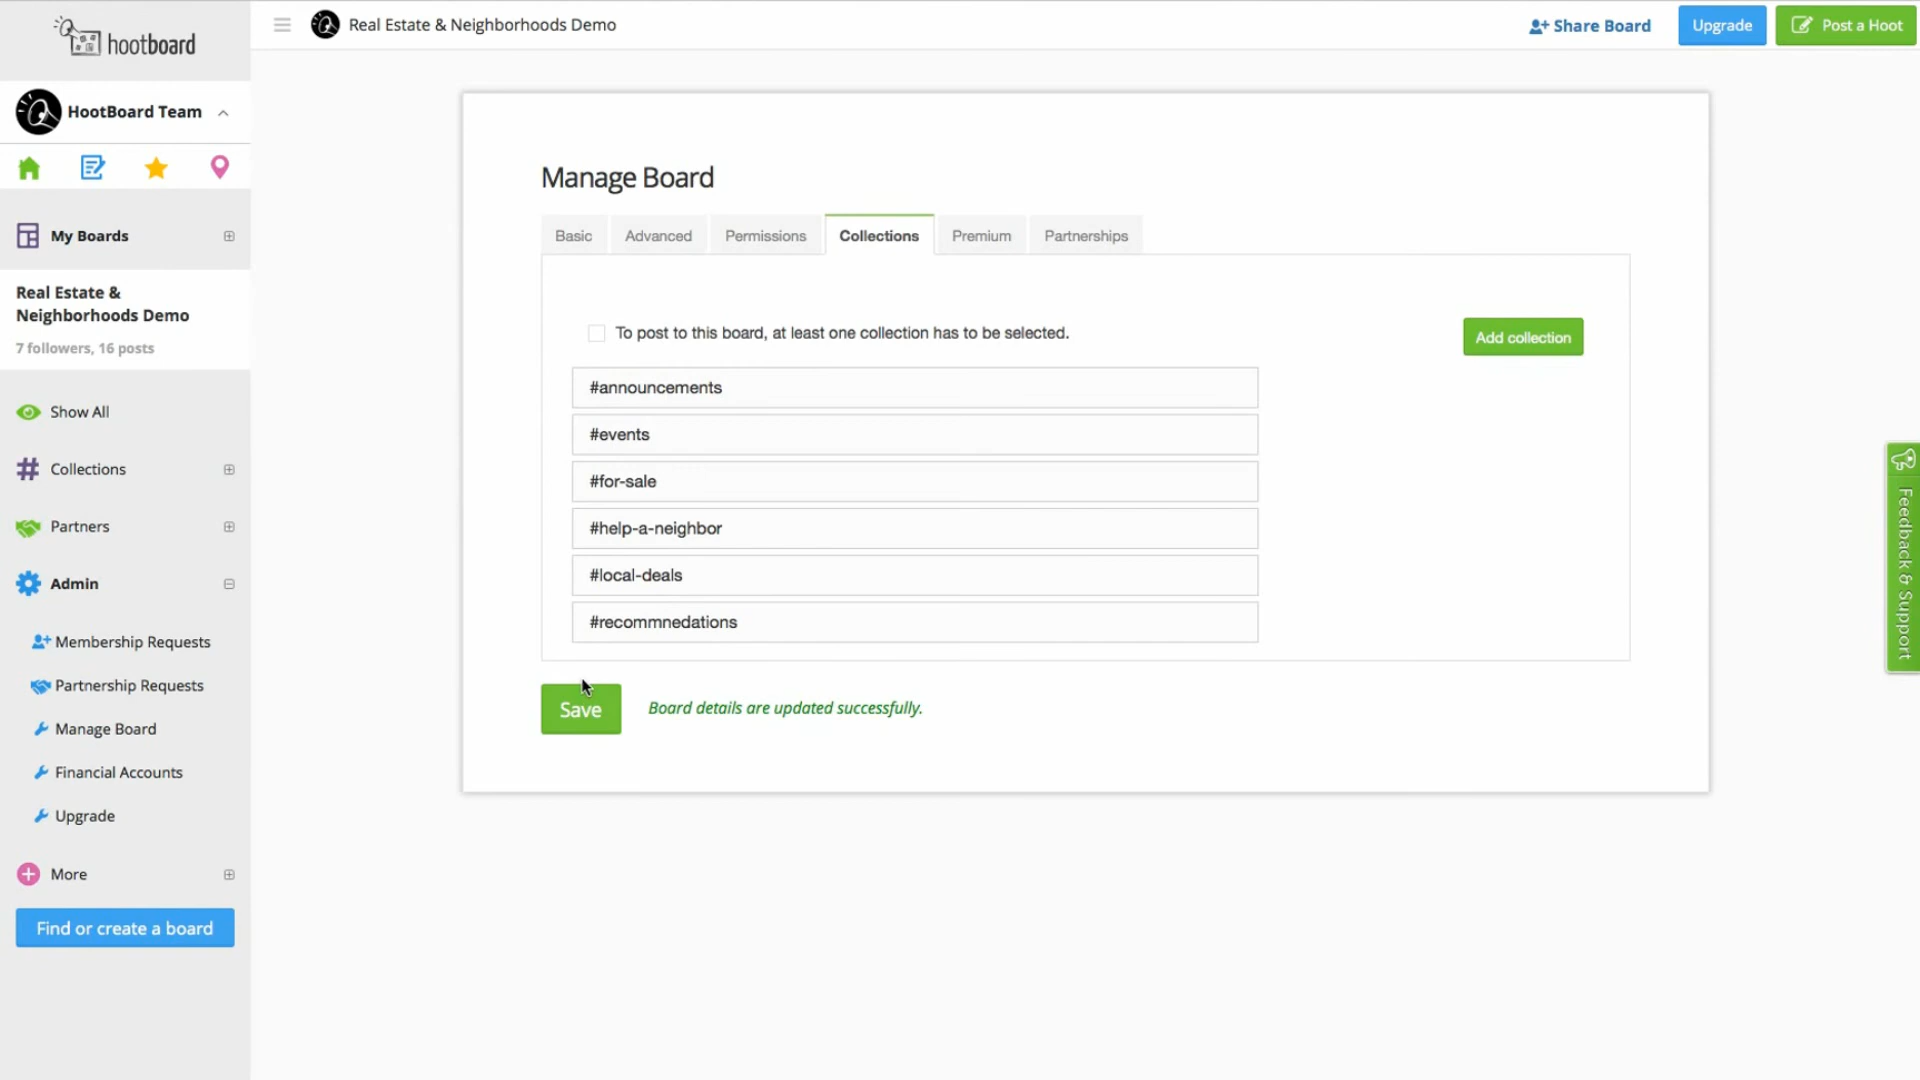 hootboard
Real Estate & Neighborhoods Demo
Share Board
Upgrade
Post a Hoot
HootBoard Team
My Boards
Real Estate &
Neighborhoods Demo
7 followers, 16 posts
Show All
Collections
Partners
Admin
Membership Requests
Partnership Requests
Manage Board
Financial Accounts
Upgrade
More
Find or create a board
Manage Board
Basic
Advanced
Permissions
Collections
Premium
Partnerships
To post to this board, at least one collection has to be selected.
Add collection
#announcements
#events
#for-sale
#help-a-neighbor
#local-deals
#recommnedations
Save
Board details are updated successfully.
Feedback & Support